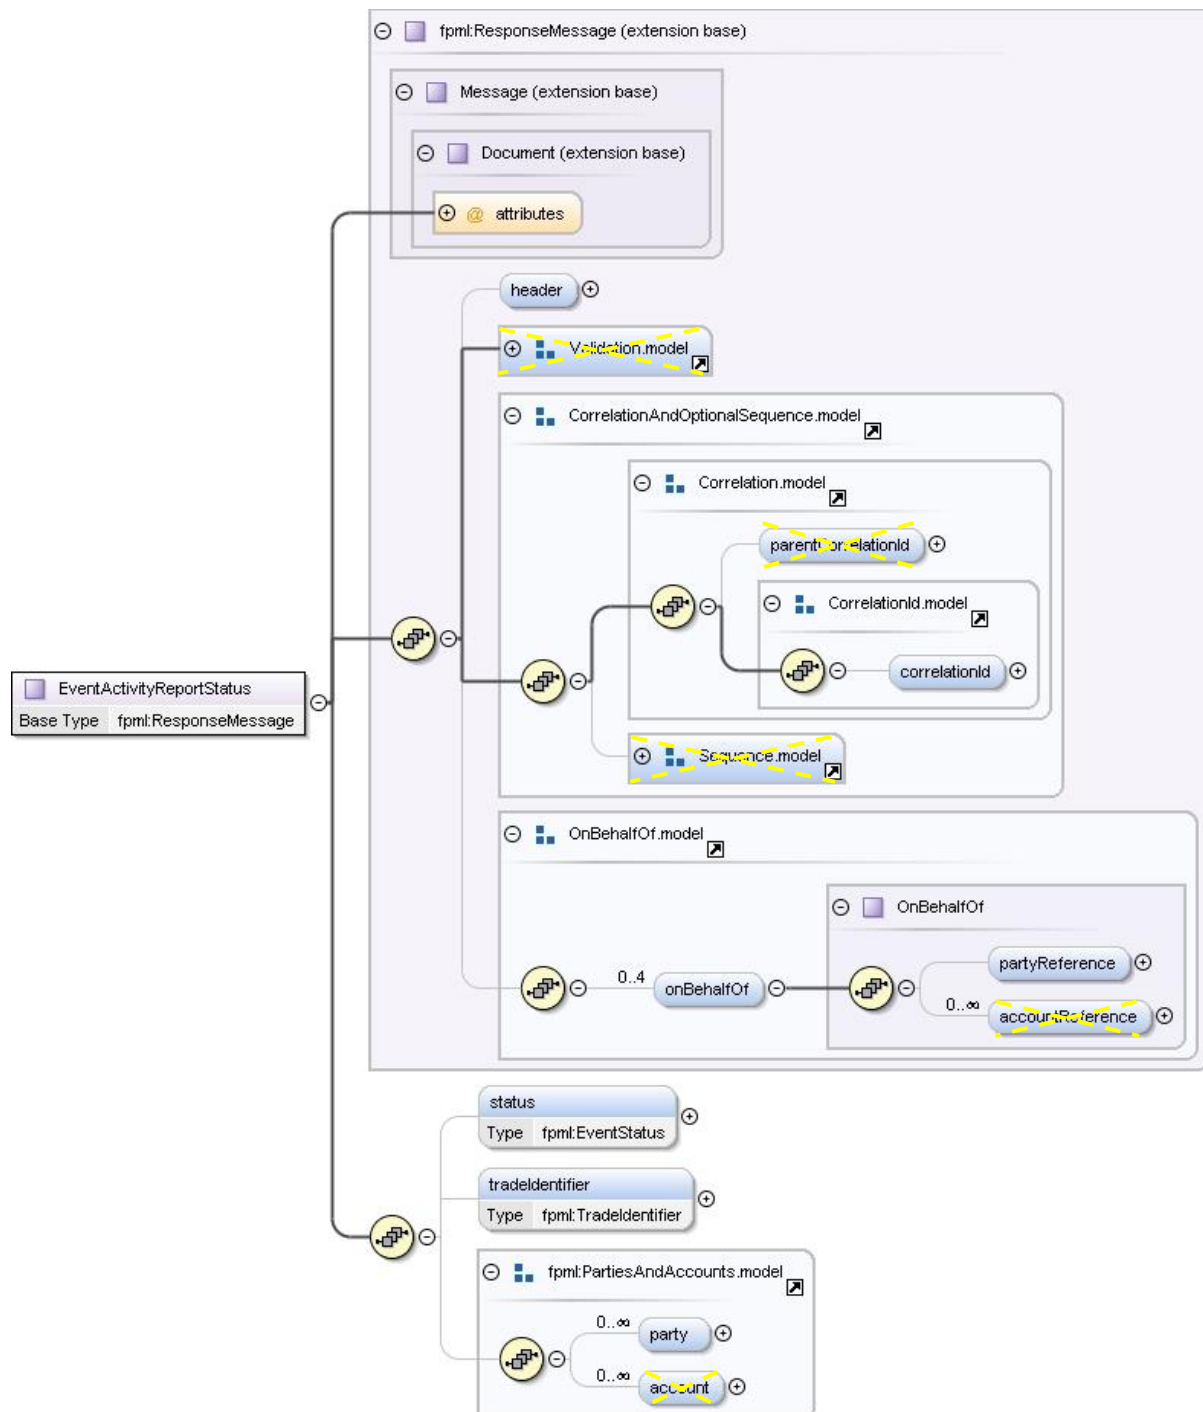 fpml:ResponseMessage (extension base)
Message (extension base)
Document (extension base)
@ attributes
header
Validation.model
CorrelationAndOptionalSequence.model
Correlation.model
parentCorrelationId
CorrelationId.model
correlationId
EventActivityReportStatus
Base Type fpml:ResponseMessage
Sequence.model
OnBehalfOf.model
OnBehalfOf
partyReference
0..4 onBehalfOf
0..∞ accountReference
status
Type fpml:EventStatus
tradeIdentifier
Type fpml:TradeIdentifier
fpml:PartiesAndAccounts.model
0..∞ party
0..∞ account